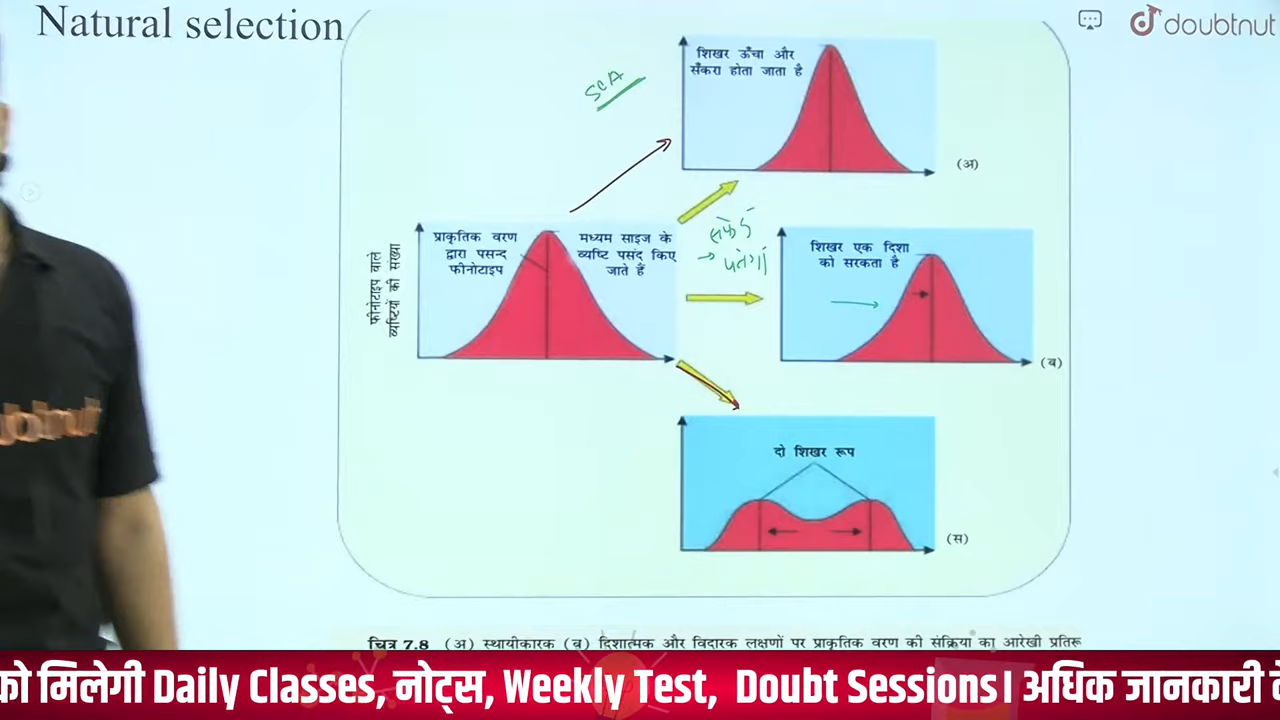 Natural selection
doubtnut
शिखर ऊँचा और
सँकरा होता जाता है
SCA
(अ)
प्राकृतिक वरण
द्वारा पसन्द
फीनोटाइप
मध्यम साइज के
व्यष्टि पसंद किए
जाते हैं
फीनोटाइप वाले
व्यष्टियों की संख्या
सफेद
→ पतंगा
शिखर एक दिशा
को सरकता है
(ब)
दो शिखर रूप
(स)
चित्र 7.8 (अ) स्थायीकारक (ब) दिशात्मक और विदारक लक्षणों पर प्राकृतिक वरण की संक्रिया का आरेखी प्रतिरू
को मिलेगी Daily Classes, नोट्स, Weekly Test, Doubt Sessions। अधिक जानकारी के